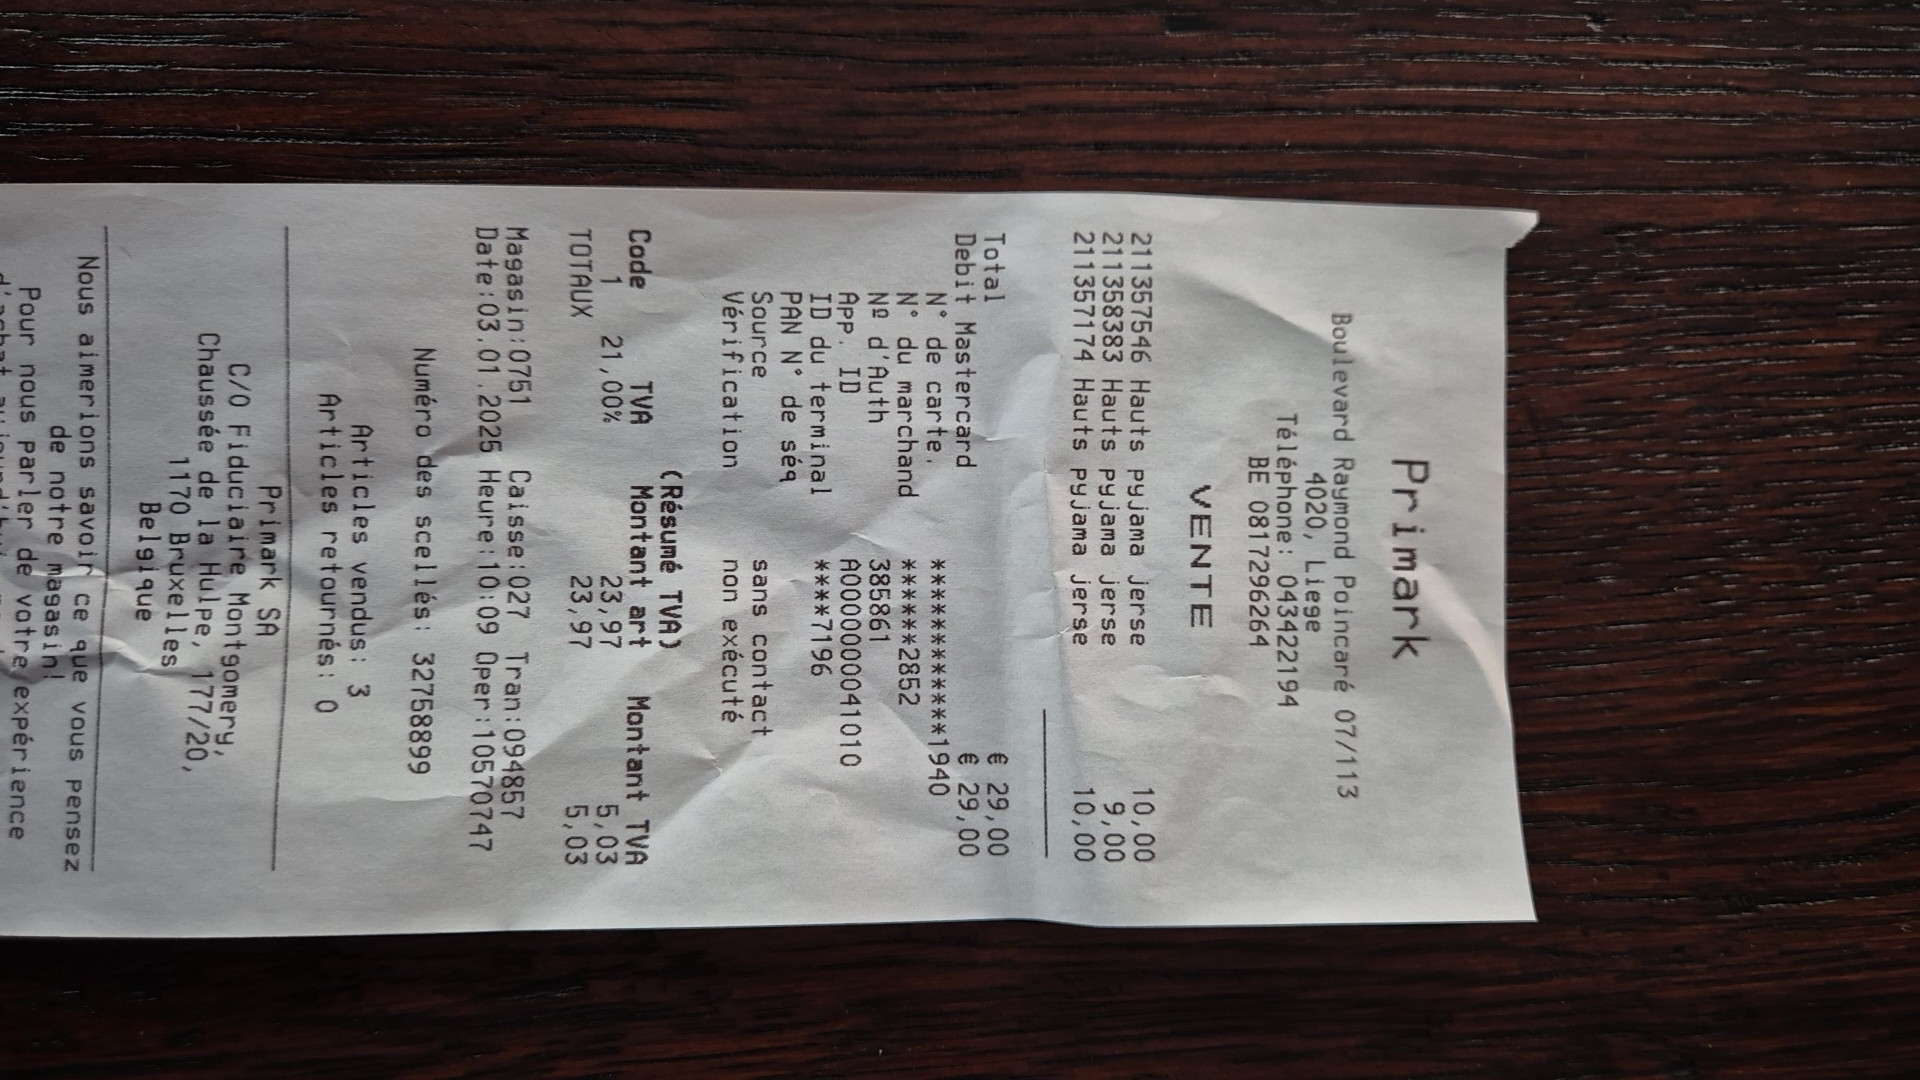 Primark
Boulevard Raymond Poincaré 07/113
4020, Liege
Téléphone: 043422194
BE 0817296264
VENTE
211357546 Hauts pyjama jerse 10,00
211358383 Hauts pyjama jerse 9,00
211357174 Hauts pyjama jerse 10,00
Total € 29,00
Debit Mastercard € 29,00
N° de carte. ************1940
N° du marchand ******2852
Nº d'Auth 385861
App. ID A0000000041010
ID du terminal ****7196
PAN N° de séq
Source sans contact
Vérification non exécuté
(Résumé TVA)
Code TVA Montant art Montant TVA
1 21,00% 23,97 5,03
TOTAUX 23,97 5,03
Magasin:0751 Caisse:027 Tran:094857
Date:03.01.2025 Heure:10:09 Oper:10570747
Numéro des scellés: 32758899
Articles vendus: 3
Articles retournés: 0
Primark SA
C/O Fiduciaire Montgomery,
Chaussée de la Hulpe, 177/20,
1170 Bruxelles
Belgique
Nous aimerions savoir ce que vous pensez
de notre magasin!
Pour nous parler de votre expérience